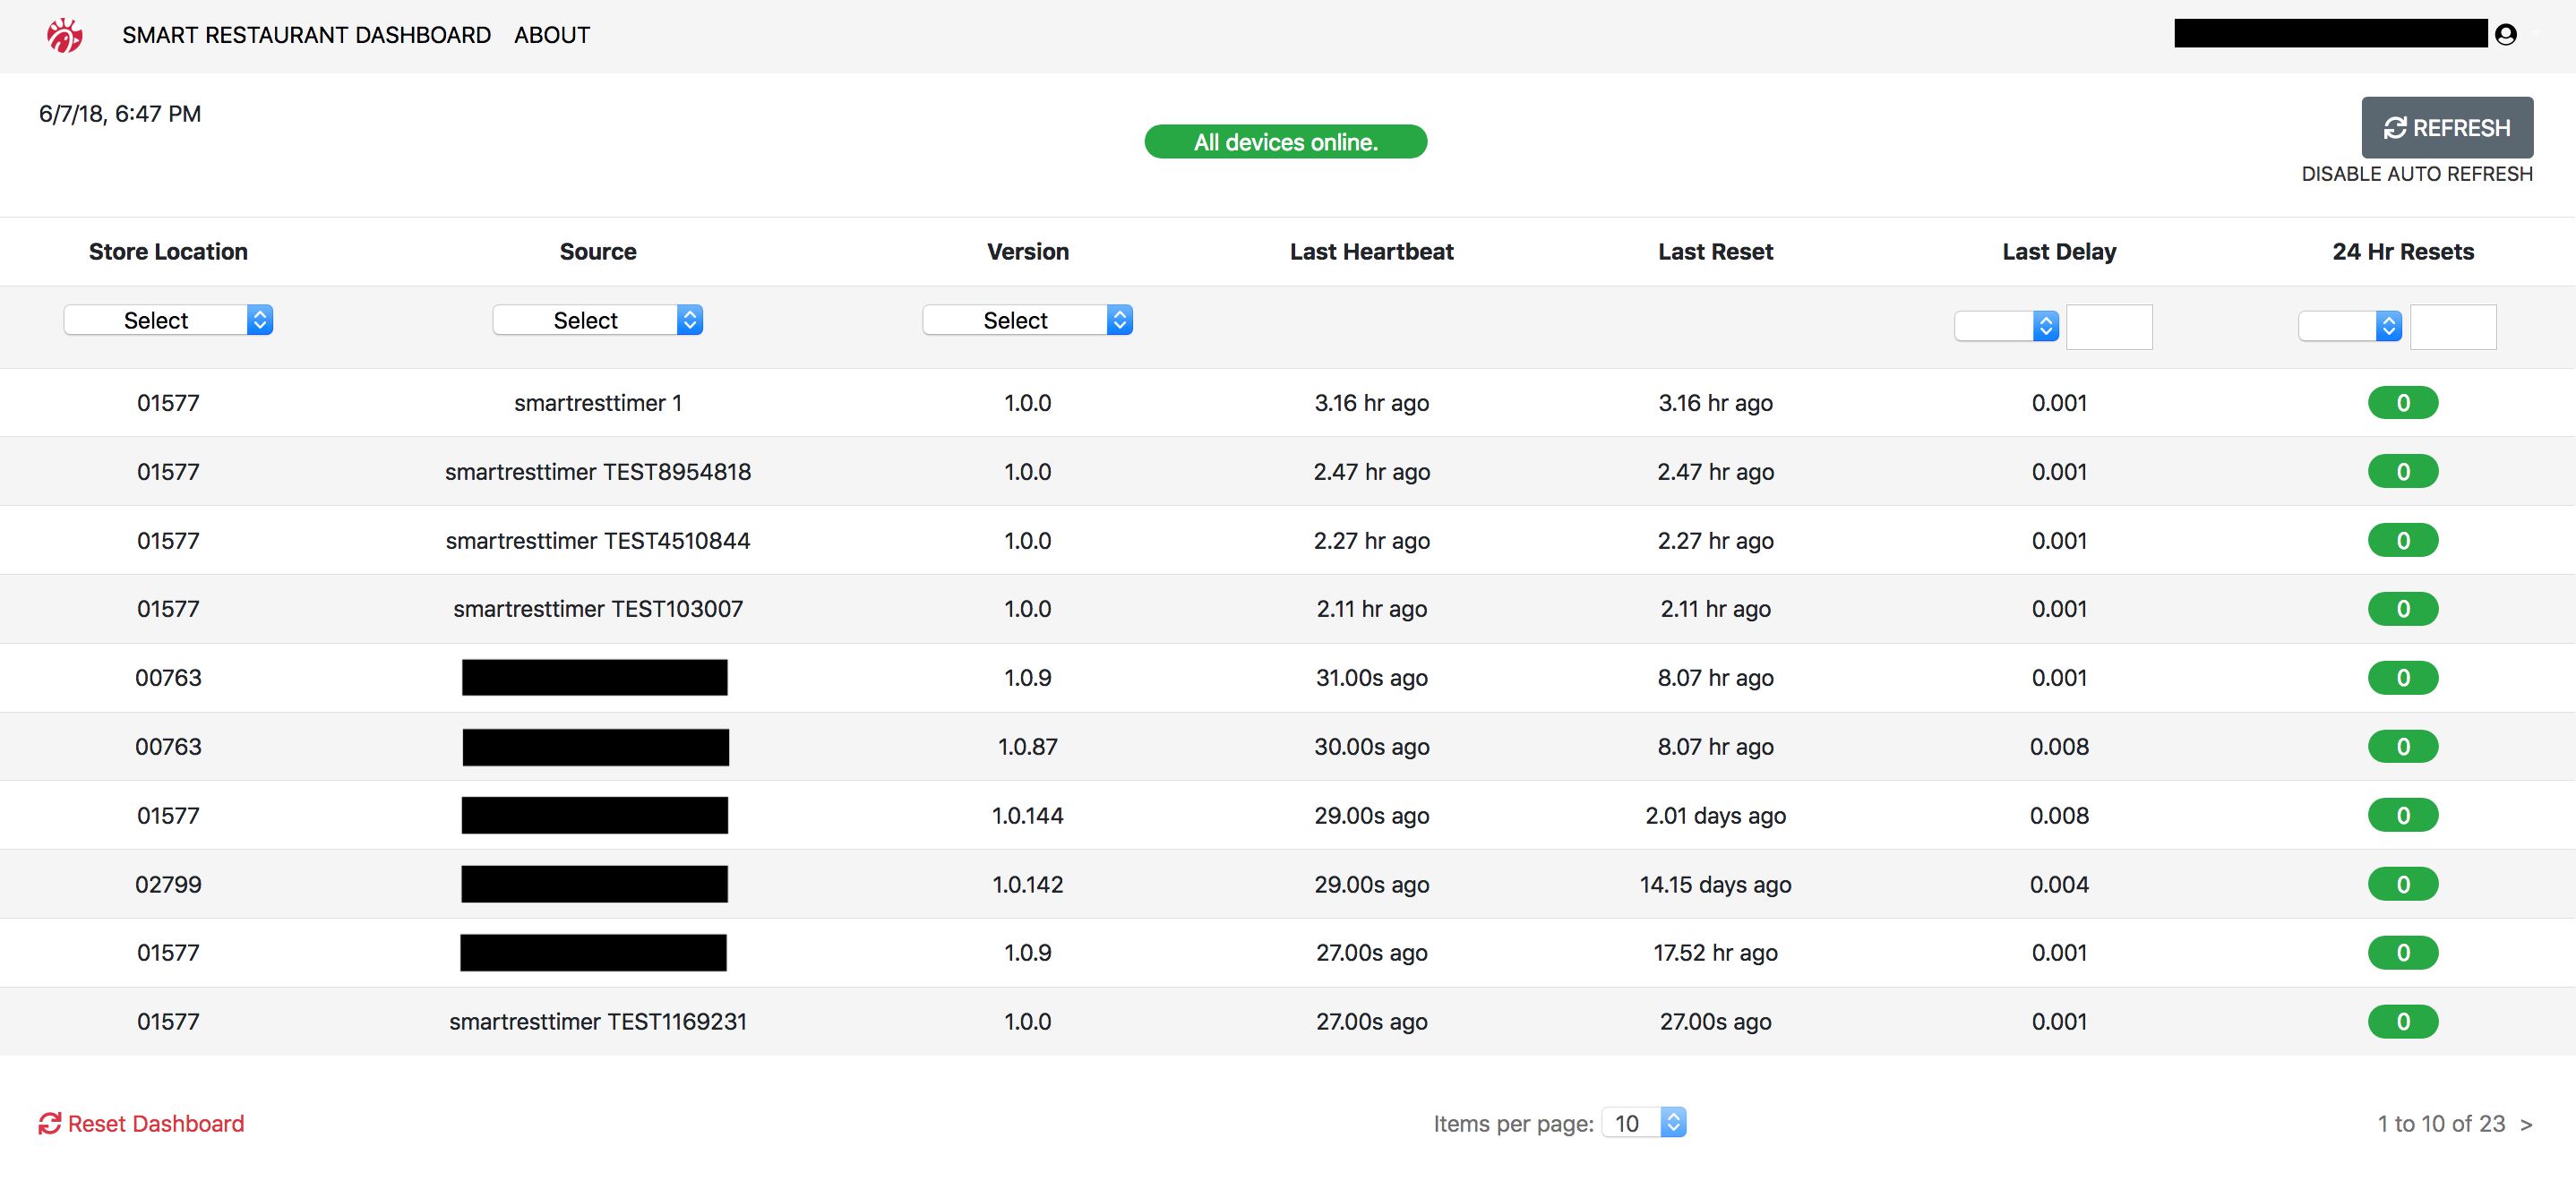 SMART RESTAURANT DASHBOARD ABOUT
6/7/18, 6:47 PM
All devices online.
REFRESH
DISABLE AUTO REFRESH
Store Location Source Version Last Heartbeat Last Reset Last Delay 24 Hr Resets
Select Select Select
01577 smartresttimer 1 1.0.0 3.16 hr ago 3.16 hr ago 0.001 0
01577 smartresttimer TEST8954818 1.0.0 2.47 hr ago 2.47 hr ago 0.001 0
01577 smartresttimer TEST4510844 1.0.0 2.27 hr ago 2.27 hr ago 0.001 0
01577 smartresttimer TEST103007 1.0.0 2.11 hr ago 2.11 hr ago 0.001 0
00763 1.0.9 31.00s ago 8.07 hr ago 0.001 0
00763 1.0.87 30.00s ago 8.07 hr ago 0.008 0
01577 1.0.144 29.00s ago 2.01 days ago 0.008 0
02799 1.0.142 29.00s ago 14.15 days ago 0.004 0
01577 1.0.9 27.00s ago 17.52 hr ago 0.001 0
01577 smartresttimer TEST1169231 1.0.0 27.00s ago 27.00s ago 0.001 0
Reset Dashboard Items per page: 10 1 to 10 of 23 >